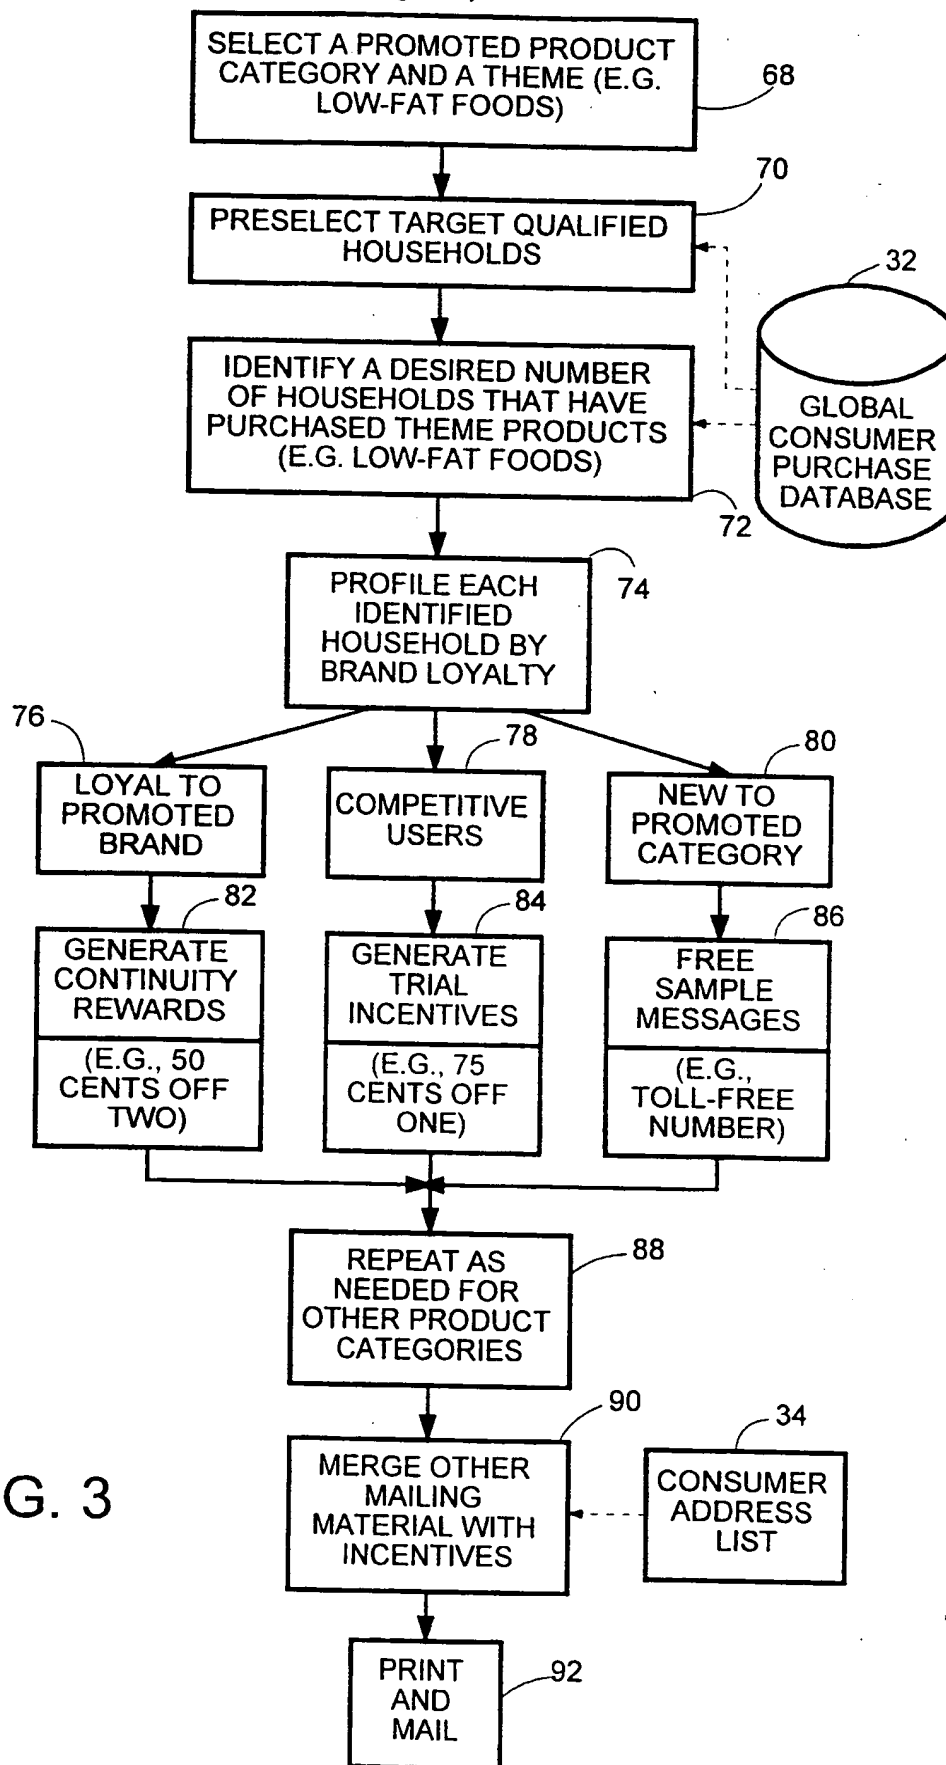 SELECT A PROMOTED PRODUCT
CATEGORY AND A THEME (E.G.
LOW-FAT FOODS)
68
70
PRESELECT TARGET QUALIFIED
HOUSEHOLDS
32
IDENTIFY A DESIRED NUMBER
OF HOUSEHOLDS THAT HAVE
PURCHASED THEME PRODUCTS
(E.G. LOW-FAT FOODS)
72
GLOBAL
CONSUMER
PURCHASE
DATABASE
PROFILE EACH
IDENTIFIED
HOUSEHOLD BY
BRAND LOYALTY
74
76
LOYAL TO
PROMOTED
BRAND
78
COMPETITIVE
USERS
80
NEW TO
PROMOTED
CATEGORY
82
GENERATE
CONTINUITY
REWARDS
(E.G., 50
CENTS OFF
TWO)
84
GENERATE
TRIAL
INCENTIVES
(E.G., 75
CENTS OFF
ONE)
86
FREE
SAMPLE
MESSAGES
(E.G.,
TOLL-FREE
NUMBER)
REPEAT AS
NEEDED FOR
OTHER PRODUCT
CATEGORIES
88
90
MERGE OTHER
MAILING
MATERIAL WITH
INCENTIVES
34
CONSUMER
ADDRESS
LIST
G. 3
PRINT
AND
MAIL
92